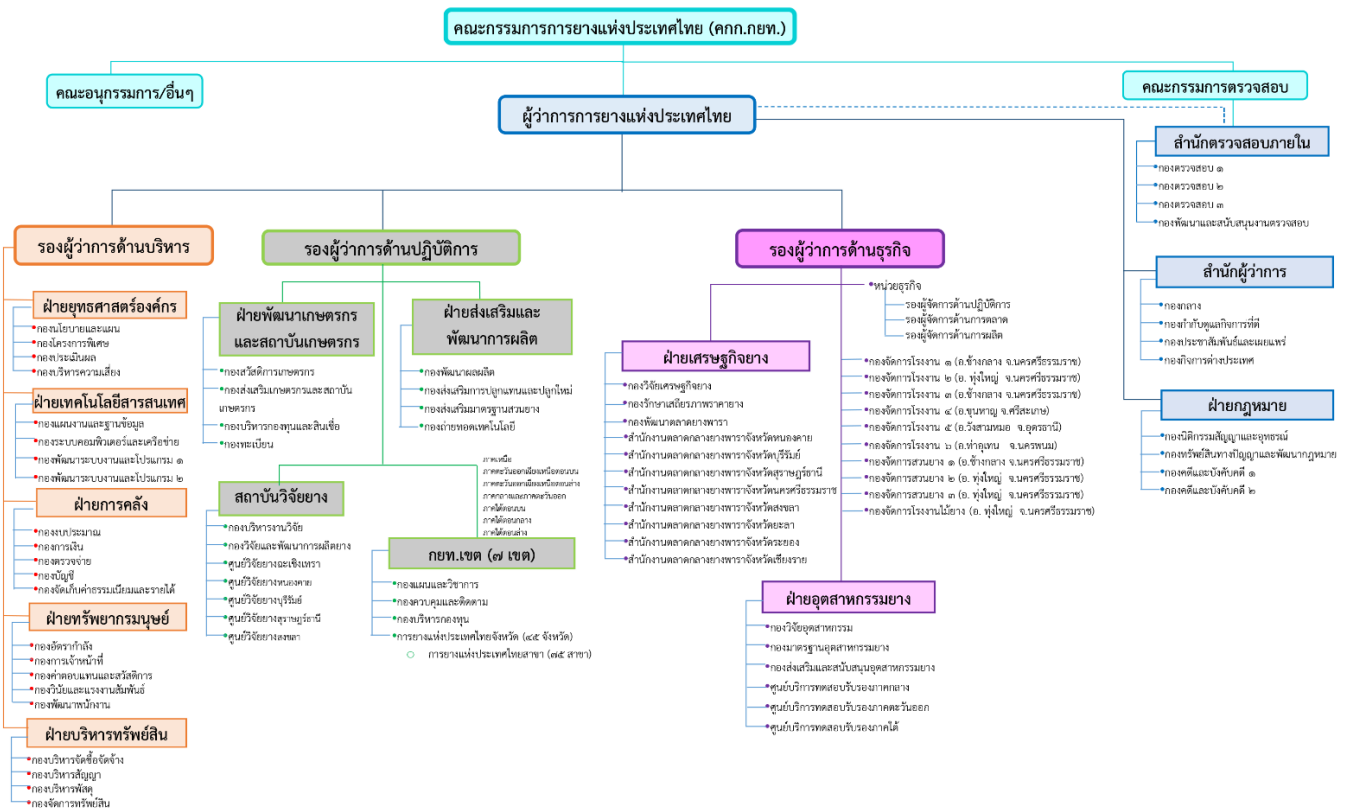 คณะกรรมการการยางแห่งประเทศไทย (คกก.กยท.)
คณะอนุกรรมการ/อื่นๆ
คณะกรรมการตรวจสอบ
ผู้ว่าการการยางแห่งประเทศไทย
สำนักตรวจสอบภายใน
กองตรวจสอบ ๑
กองตรวจสอบ ๒
กองตรวจสอบ ๓
กองพัฒนาและสนับสนุนงานตรวจสอบ
สำนักผู้ว่าการ
กองกลาง
กองกำกับดูแลกิจการที่ดี
กองประชาสัมพันธ์และเผยแพร่
กองกิจการต่างประเทศ
ฝ่ายกฎหมาย
กองนิติกรรมสัญญาและอุทธรณ์
กองทรัพย์สินทางปัญญาและพัฒนากฎหมาย
กองคดีและบังคับคดี ๑
กองคดีและบังคับคดี ๒
รองผู้ว่าการด้านบริหาร
ฝ่ายยุทธศาสตร์องค์กร
กองนโยบายและแผน
กองโครงการพิเศษ
กองประเมินผล
กองบริหารความเสี่ยง
ฝ่ายเทคโนโลยีสารสนเทศ
กองแผนงานและฐานข้อมูล
กองระบบคอมพิวเตอร์และเครือข่าย
กองพัฒนาระบบงานและโปรแกรม ๑
กองพัฒนาระบบงานและโปรแกรม ๒
ฝ่ายการคลัง
กองงบประมาณ
กองการเงิน
กองตรวจจ่าย
กองบัญชี
กองจัดเก็บค่าธรรมเนียมและรายได้
ฝ่ายทรัพยากรมนุษย์
กองอัตรากำลัง
กองการเจ้าหน้าที่
กองค่าตอบแทนและสวัสดิการ
กองวินัยและแรงงานสัมพันธ์
กองพัฒนาพนักงาน
ฝ่ายบริหารทรัพย์สิน
กองบริหารจัดซื้อจัดจ้าง
กองบริหารสัญญา
กองบริหารพัสดุ
กองจัดการทรัพย์สิน
รองผู้ว่าการด้านปฏิบัติการ
ฝ่ายพัฒนาเกษตรกร
และสถาบันเกษตรกร
กองสวัสดิการเกษตรกร
กองส่งเสริมเกษตรกรและสถาบัน
เกษตรกร
กองบริหารกองทุนและสินเชื่อ
กองทะเบียน
ฝ่ายส่งเสริมและ
พัฒนาการผลิต
กองพัฒนาผลผลิต
กองส่งเสริมการปลูกแทนและปลูกใหม่
กองส่งเสริมมาตรฐานสวนยาง
กองถ่ายทอดเทคโนโลยี
สถาบันวิจัยยาง
กองบริหารงานวิจัย
กองวิจัยและพัฒนาการผลิตยาง
ศูนย์วิจัยยางฉะเชิงเทรา
ศูนย์วิจัยยางหนองคาย
ศูนย์วิจัยยางบุรีรัมย์
ศูนย์วิจัยยางสุราษฎร์ธานี
ศูนย์วิจัยยางสงขลา
ภาคเหนือ
ภาคตะวันออกเฉียงเหนือตอนบน
ภาคตะวันออกเฉียงเหนือตอนล่าง
ภาคกลางและภาคตะวันออก
ภาคใต้ตอนบน
ภาคใต้ตอนกลาง
ภาคใต้ตอนล่าง
กยท.เขต (๗ เขต)
กองแผนและวิชาการ
กองควบคุมและติดตาม
กองบริหารกองทุน
การยางแห่งประเทศไทยจังหวัด (๔๕ จังหวัด)
การยางแห่งประเทศไทยสาขา (๗๕ สาขา)
รองผู้ว่าการด้านธุรกิจ
หน่วยธุรกิจ
รองผู้จัดการด้านปฏิบัติการ
รองผู้จัดการด้านการตลาด
รองผู้จัดการด้านการผลิต
ฝ่ายเศรษฐกิจยาง
กองวิจัยเศรษฐกิจยาง
กองรักษาเสถียรภาพราคายาง
กองพัฒนาตลาดยางพารา
สำนักงานตลาดกลางยางพาราจังหวัดหนองคาย
สำนักงานตลาดกลางยางพาราจังหวัดบุรีรัมย์
สำนักงานตลาดกลางยางพาราจังหวัดสุราษฎร์ธานี
สำนักงานตลาดกลางยางพาราจังหวัดนครศรีธรรมราช
สำนักงานตลาดกลางยางพาราจังหวัดสงขลา
สำนักงานตลาดกลางยางพาราจังหวัดยะลา
สำนักงานตลาดกลางยางพาราจังหวัดระยอง
สำนักงานตลาดกลางยางพาราจังหวัดเชียงราย
กองจัดการโรงงาน ๑ (อ.ช้างกลาง จ.นครศรีธรรมราช)
กองจัดการโรงงาน ๒ (อ. ทุ่งใหญ่ จ.นครศรีธรรมราช)
กองจัดการโรงงาน ๓ (อ.ช้างกลาง จ.นครศรีธรรมราช)
กองจัดการโรงงาน ๔ (อ.ขุนหาญ จ.ศรีสะเกษ)
กองจัดการโรงงาน ๕ (อ.วังสามหมอ จ.อุดรธานี)
กองจัดการโรงงาน ๖ (อ.ท่าอุเทน จ.นครพนม)
กองจัดการสวนยาง ๑ (อ.ช้างกลาง จ.นครศรีธรรมราช)
กองจัดการสวนยาง ๒ (อ. ทุ่งใหญ่ จ.นครศรีธรรมราช)
กองจัดการสวนยาง ๓ (อ. ทุ่งใหญ่ จ.นครศรีธรรมราช)
กองจัดการโรงงานไม้ยาง (อ. ทุ่งใหญ่ จ.นครศรีธรรมราช)
ฝ่ายอุตสาหกรรมยาง
กองวิจัยอุตสาหกรรม
กองมาตรฐานอุตสาหกรรมยาง
กองส่งเสริมและสนับสนุนอุตสาหกรรมยาง
ศูนย์บริการทดสอบรับรองภาคกลาง
ศูนย์บริการทดสอบรับรองภาคตะวันออก
ศูนย์บริการทดสอบรับรองภาคใต้